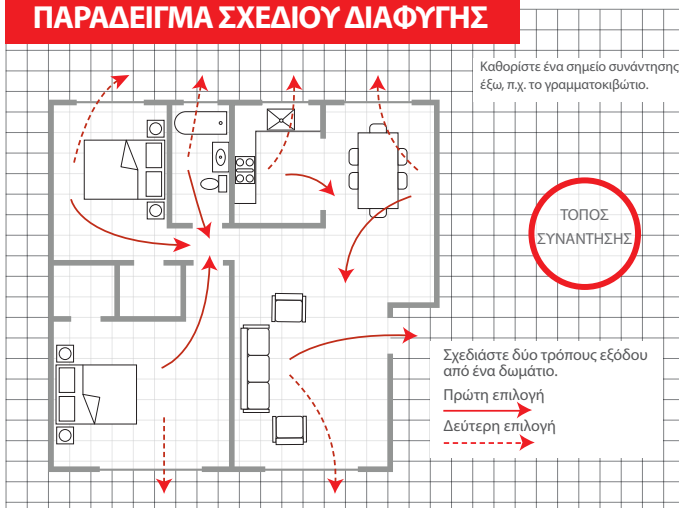 ΠΑΡΑΔΕΙΓΜΑ ΣΧΕΔΙΟΥ ΔΙΑΦΥΓΗΣ
Καθορίστε ένα σημείο συνάντησης
έξω, π.χ. το γραμματοκιβώτιο.
ΤΟΠΟΣ
ΣΥΝΑΝΤΗΣΗΣ
Σχεδιάστε δύο τρόπους εξόδου
από ένα δωμάτιο.
Πρώτη επιλογή
Δεύτερη επιλογή